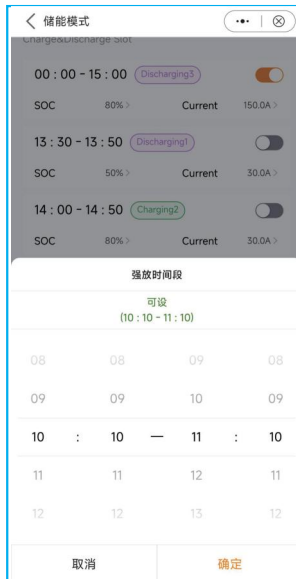 储能模式
Charge&Discharge Slot
00 : 00 - 15 : 00 Discharging3
SOC 80% > Current 150.0A >
13 : 30 - 13 : 50 Discharging1
SOC 50% > Current 30.0A >
14 : 00 - 14 : 50 Charging2
SOC 80% > Current 30.0A >
强放时间段
可设
(10 : 10 - 11 : 10)
08 08 09 08
09 09 10 09
10 : 10 — 11 : 10
11 11 12 11
12 12 13 12
取消 确定